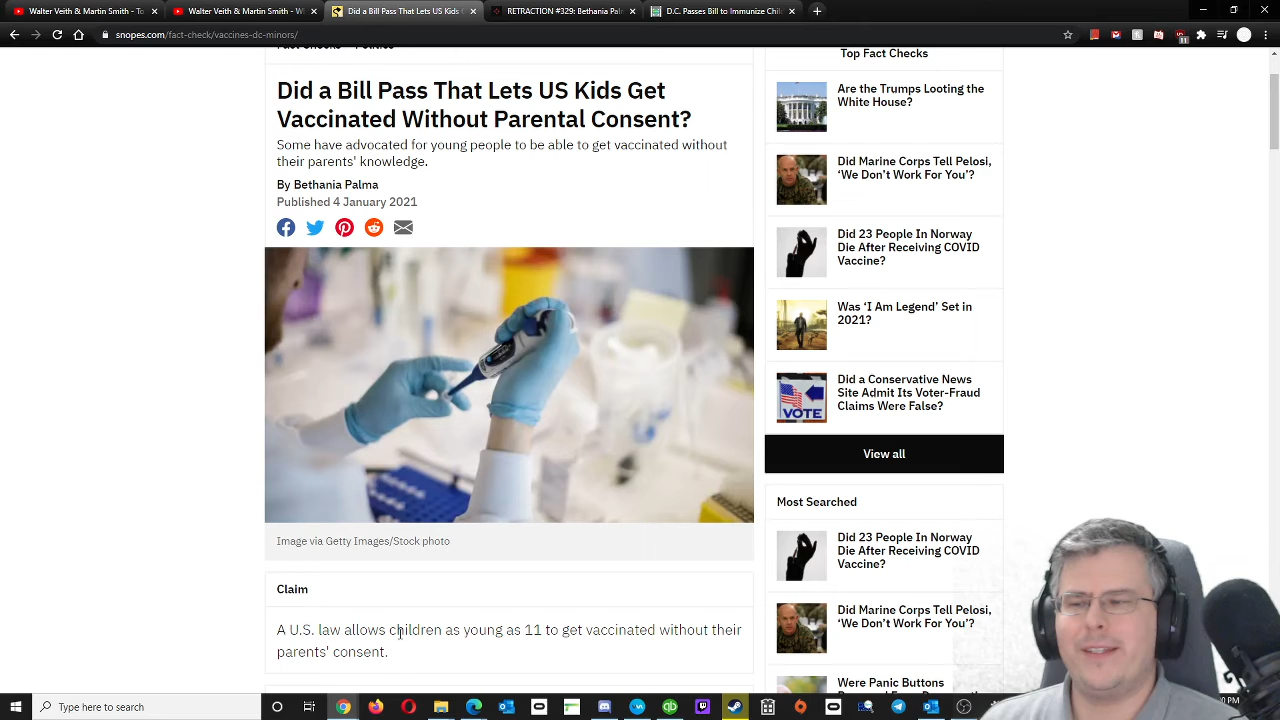 Walter Veith & Martin Smith - To
Walter Veith & Martin Smith - W
Did a Bill Pass That Lets US Kids
RETRACTION #329: Bethania Pal
D.C. Passes Bill to Immunize Chil
snopes.com/fact-check/vaccines-dc-minors/
11
Did a Bill Pass That Lets US Kids Get
Vaccinated Without Parental Consent?
Some have advocated for young people to be able to get vaccinated without
their parents' knowledge.
By Bethania Palma
Published 4 January 2021
Image via Getty Images/Stock photo
Claim
A U.S. law allows children as young as 11 to get vaccinated without their
parents' consent.
Top Fact Checks
Are the Trumps Looting the
White House?
Did Marine Corps Tell Pelosi,
‘We Don’t Work For You’?
Did 23 People In Norway
Die After Receiving COVID
Vaccine?
Was ‘I Am Legend’ Set in
2021?
VOTE
Did a Conservative News
Site Admit Its Voter-Fraud
Claims Were False?
View all
Most Searched
Did 23 People In Norway
Die After Receiving COVID
Vaccine?
Did Marine Corps Tell Pelosi,
‘We Don’t Work For You’?
Were Panic Buttons
Type here to search